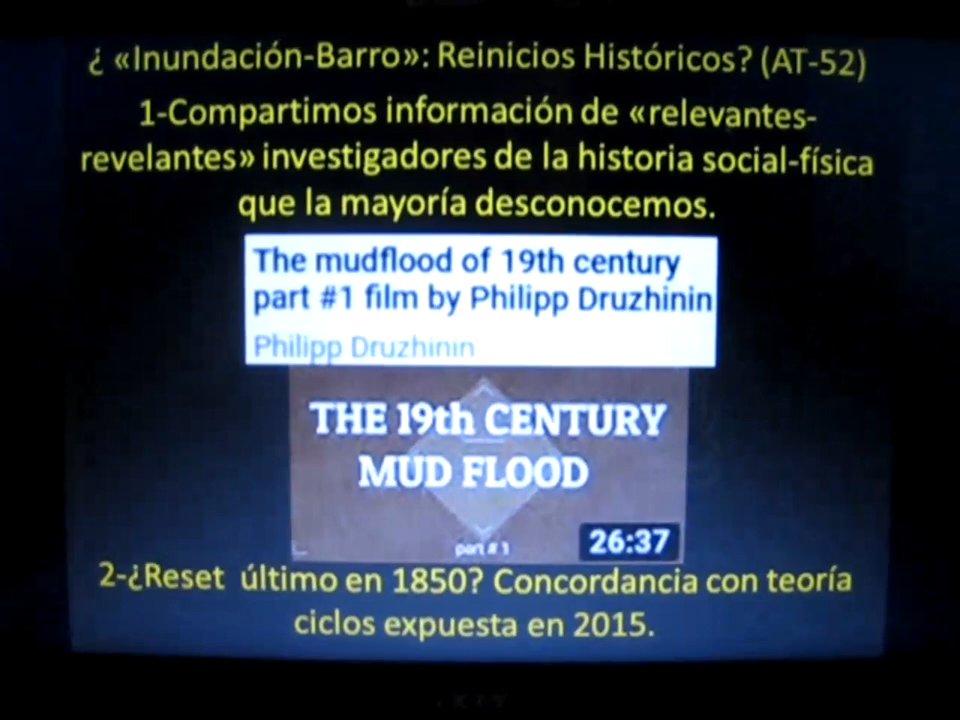 ¿ «Inundación-Barro»: Reinicios Históricos? (AT-52)
1-Compartimos información de «relevantes-
revelantes» investigadores de la historia social-física
que la mayoría desconocemos.
The mudflood of 19th century
part #1 film by Philipp Druzhinin
Philipp Druzhinin
THE 19th CENTURY
MUD FLOOD
part # 1
26:37
2-¿Reset último en 1850? Concordancia con teoría
ciclos expuesta en 2015.